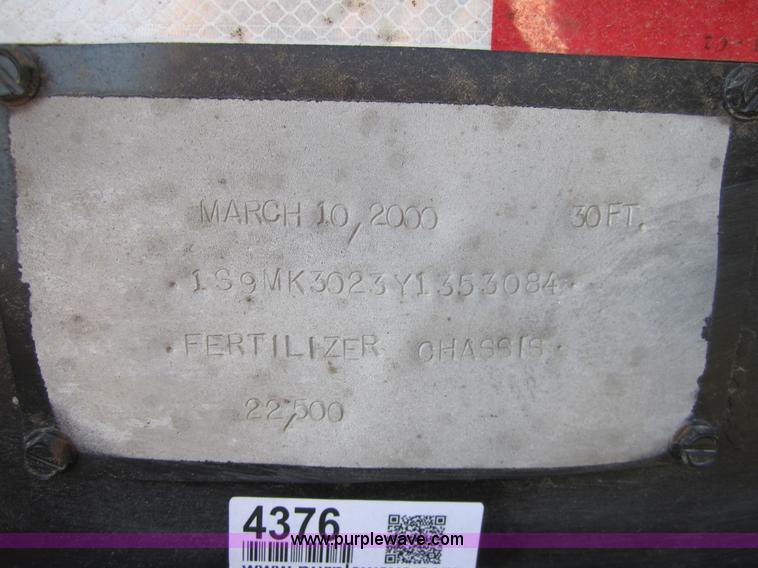 MARCH 10, 2000 30 FT.
1S9MK3023Y1353084
FERTILIZER CHASSIS
22,500
4376
www.purplewave.com